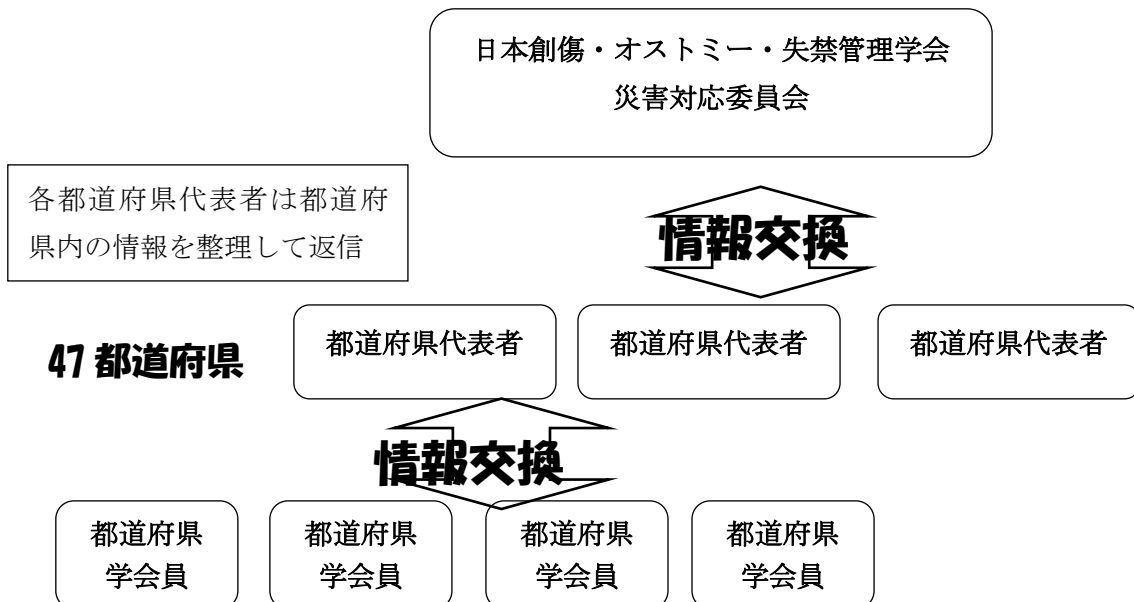 日本創傷・オストミー・失禁管理学会
災害対応委員会
各都道府県代表者は都道府
県内の情報を整理して返信
情報交換
47都道府県
都道府県代表者
都道府県代表者
都道府県代表者
情報交換
都道府県
学会員
都道府県
学会員
都道府県
学会員
都道府県
学会員